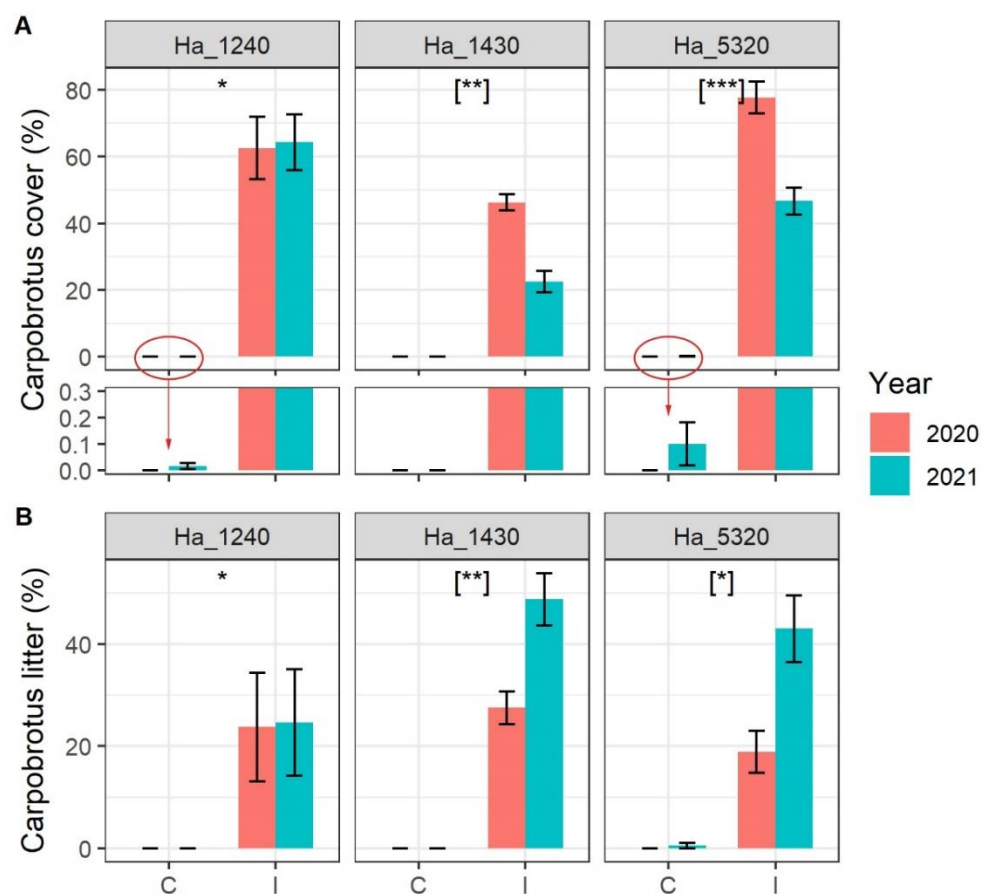 A
Ha_1240 Ha_1430 Ha_5320
* [**] [***]
Carpobrotus cover (%)
80
60
40
20
0
0.3
0.2
0.1
0.0
Year
2020
2021
B
Ha_1240 Ha_1430 Ha_5320
* [**] [*]
Carpobrotus litter (%)
40
20
0
C I C I C I